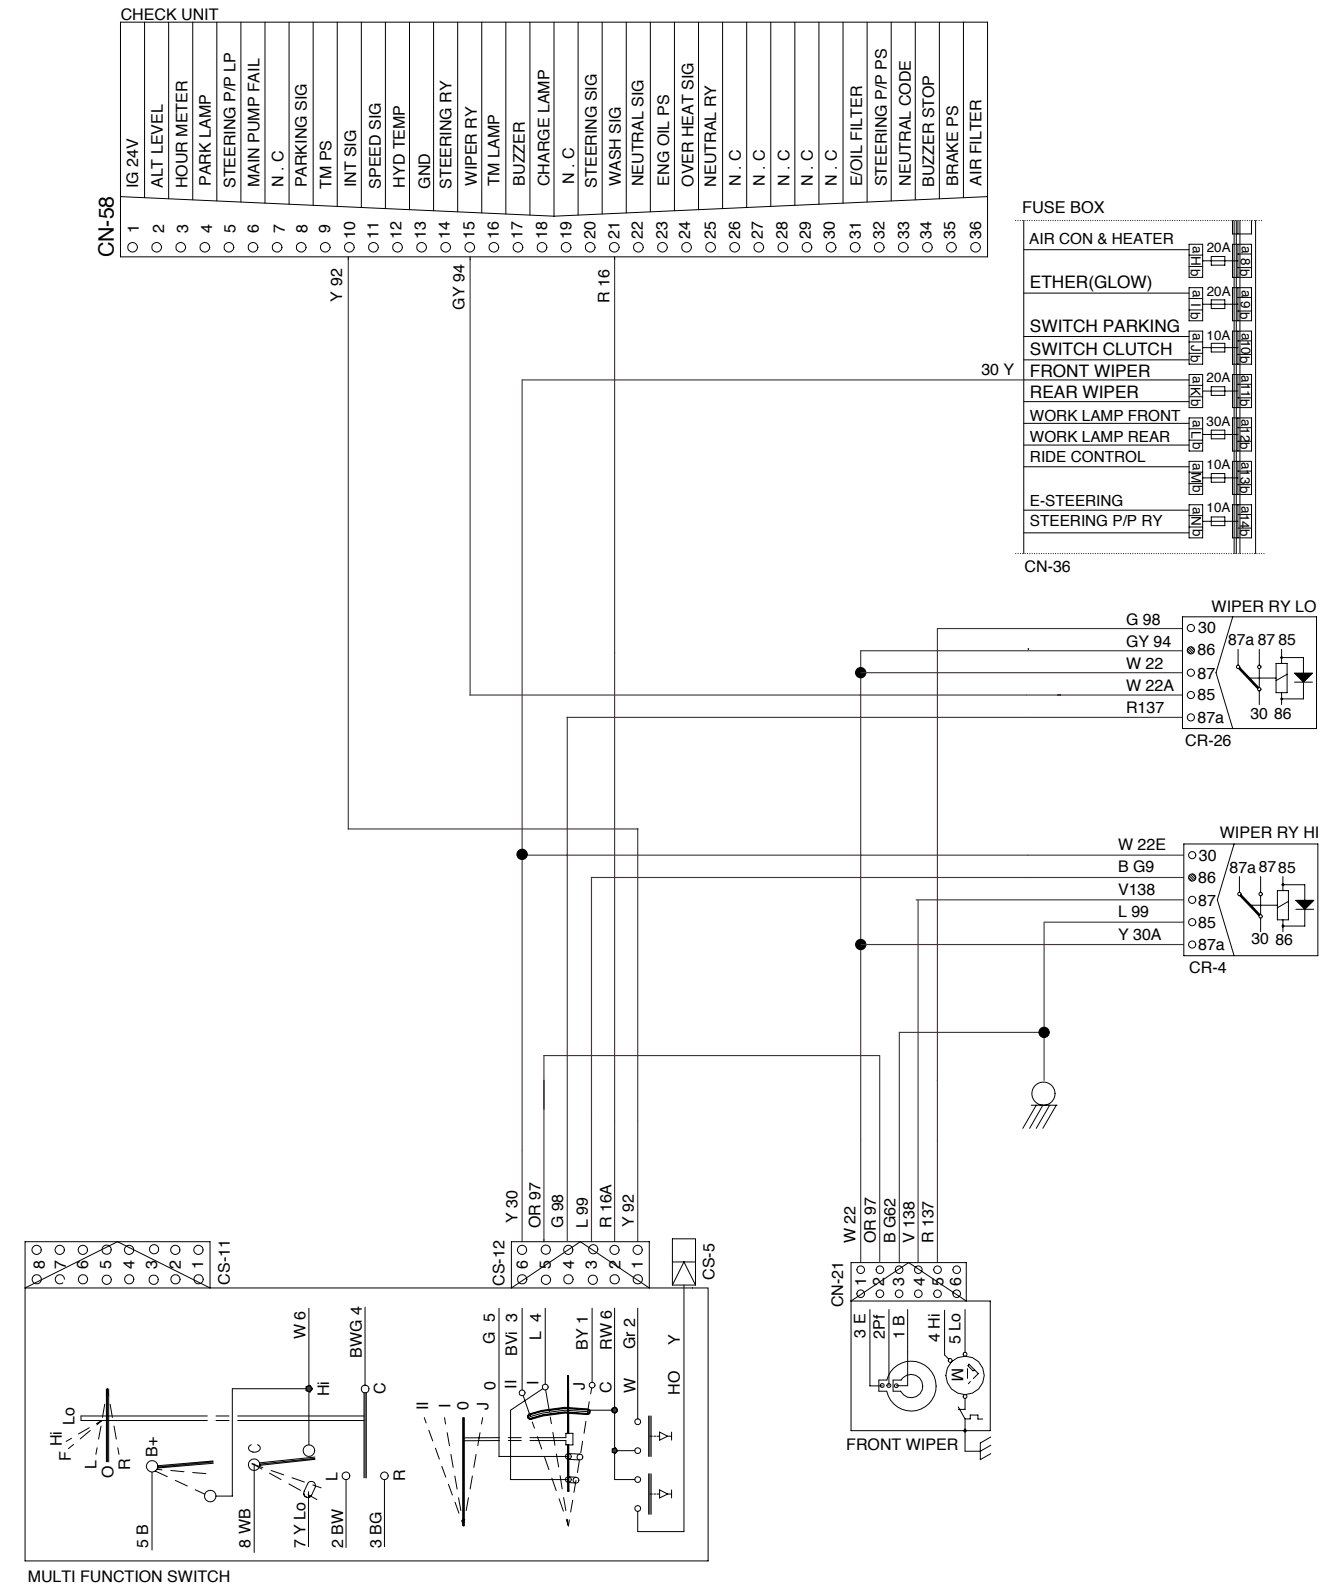 CHECK UNIT
IG 24V
ALT LEVEL
HOUR METER
PARK LAMP
STEERING P/P LP
MAIN PUMP FAIL
N . C
PARKING SIG
TM PS
INT SIG
SPEED SIG
HYD TEMP
GND
STEERING RY
WIPER RY
TM LAMP
BUZZER
CHARGE LAMP
N . C
STEERING SIG
WASH SIG
NEUTRAL SIG
ENG OIL PS
OVER HEAT SIG
NEUTRAL RY
N . C
N . C
N . C
N . C
N . C
E/OIL FILTER
STEERING P/P PS
NEUTRAL CODE
BUZZER STOP
BRAKE PS
AIR FILTER
CN-58
1 2 3 4 5 6 7 8 9 10 11 12 13 14 15 16 17 18 19 20 21 22 23 24 25 26 27 28 29 30 31 32 33 34 35 36
Y 92
GY 94
R 16
FUSE BOX
AIR CON & HEATER
a H b 20A a 8 b
ETHER(GLOW)
a I b 20A a 9 b
SWITCH PARKING
a J b 10A a 10 b
SWITCH CLUTCH
30 Y FRONT WIPER
a K b 20A a 11 b
REAR WIPER
WORK LAMP FRONT
a L b 30A a 12 b
WORK LAMP REAR
RIDE CONTROL
a M b 10A a 13 b
E-STEERING
a N b 10A a 14 b
STEERING P/P RY
CN-36
WIPER RY LO
G 98 30
GY 94 86
W 22 87
W 22A 85
R137 87a
87a 87 85
30 86
CR-26
WIPER RY HI
W 22E 30
B G9 86
V138 87
L 99 85
Y 30A 87a
87a 87 85
30 86
CR-4
Y 30
OR 97
G 98
L 99
R 16A
Y 92
W 22
OR 97
B G62
V 138
R 137
8 7 6 5 4 3 2 1
CS-11
CS-12
6 5 4 3 2 1
CS-5
CN-21
1 2 3 4 5 6
3 E
2Pf
1 B
4 Hi
5 Lo
M
FRONT WIPER
W 6
BWG 4
G 5
BVi 3
L 4
BY 1
RW 6
Gr 2
Y
Hi
C
0
II
I
J
C
W
HO
II
I
0
J
Lo
Hi
F
L
O
R
B+
C
L
R
5 B
8 WB
7 Y Lo
2 BW
3 BG
MULTI FUNCTION SWITCH